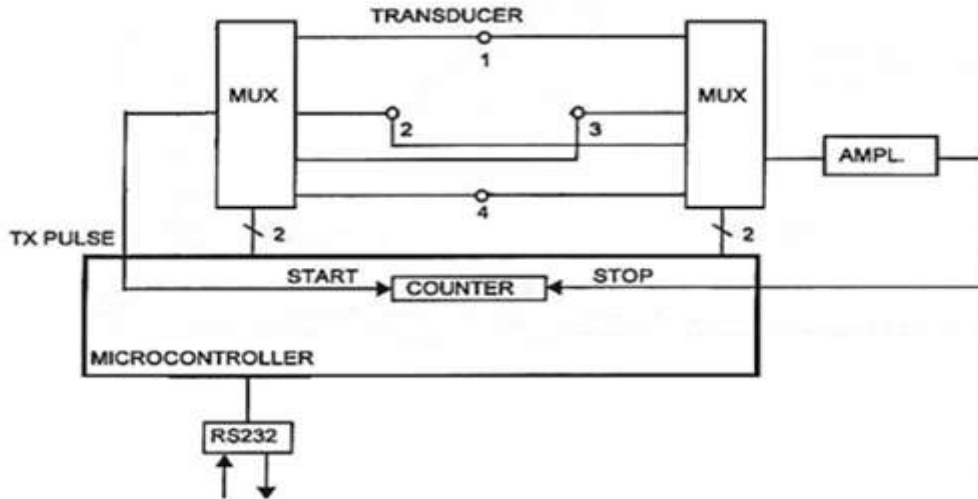 TRANSDUCER
1
MUX
MUX
2
3
AMPL.
4
2
2
TX PULSE
START
COUNTER
STOP
MICROCONTROLLER
RS232